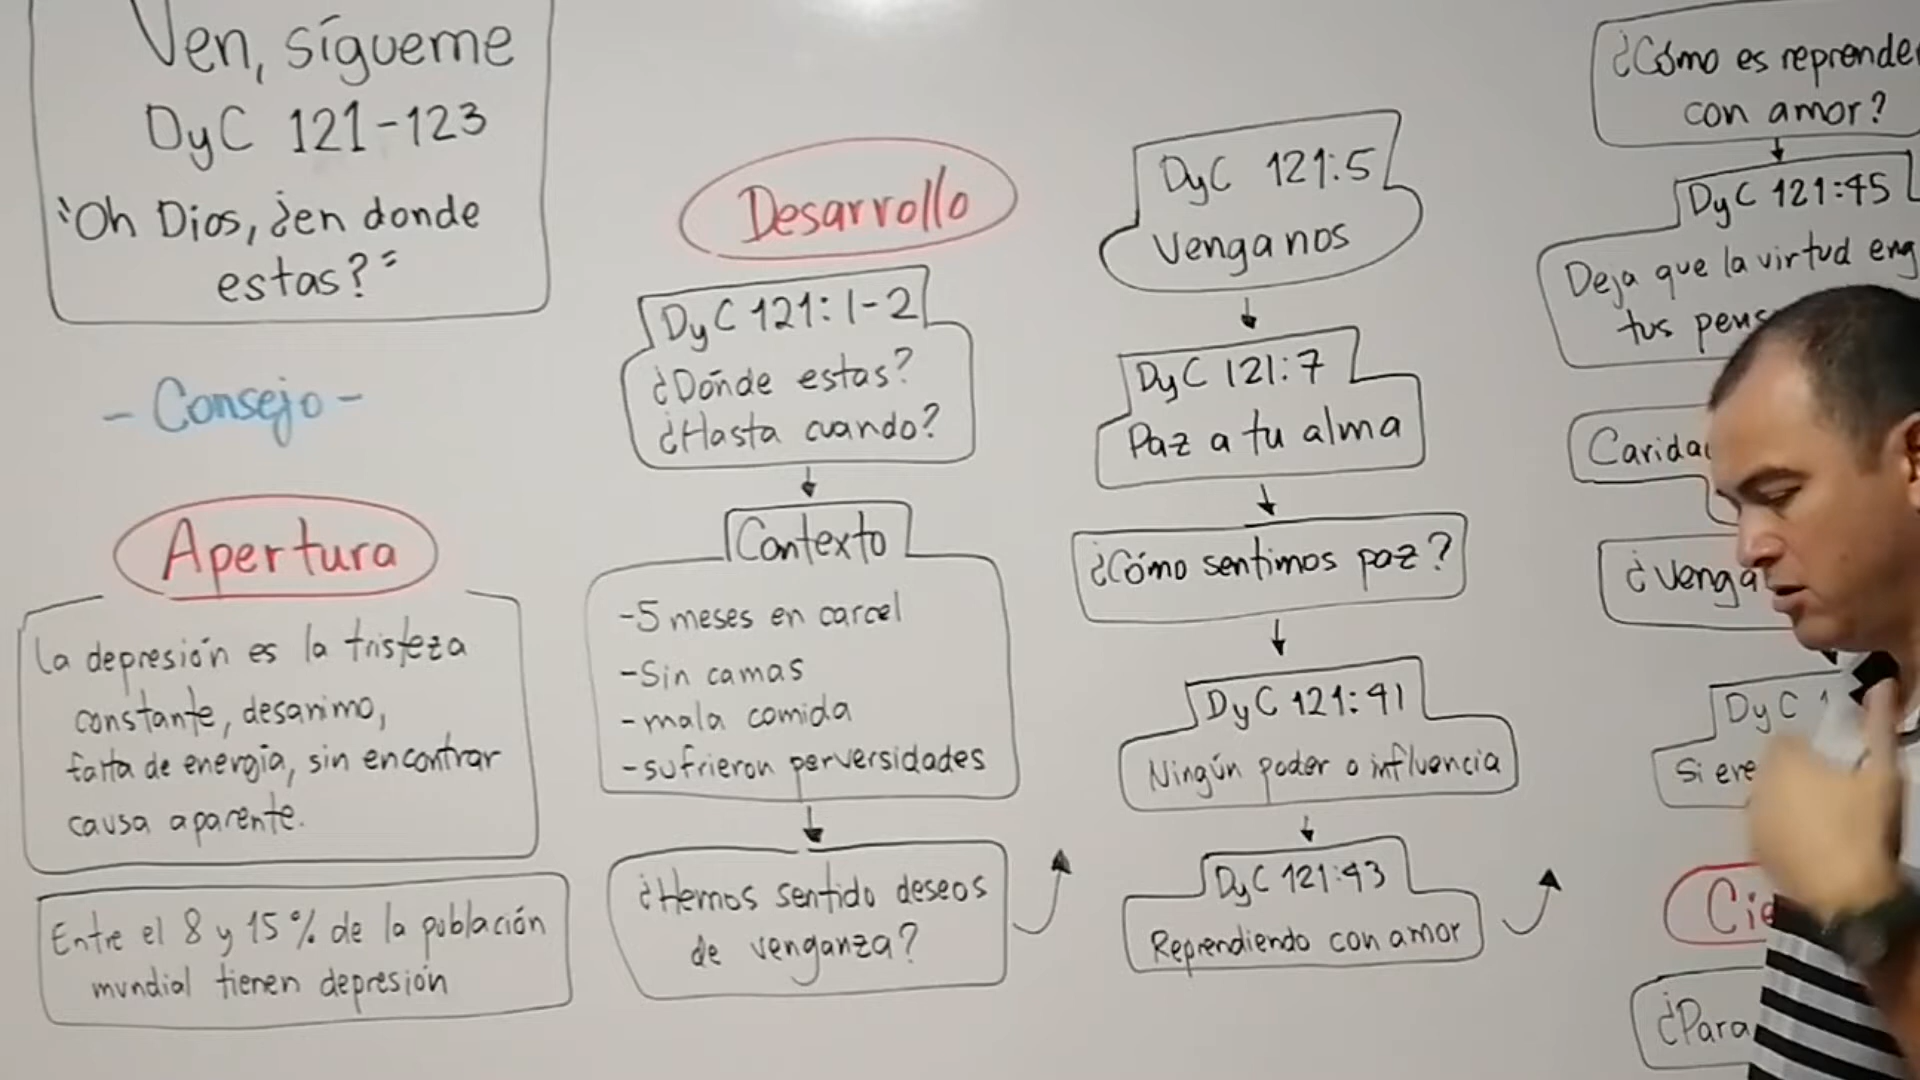 Ven, sígueme
DyC 121-123
"Oh Dios, ¿en donde
estas?"
- Consejo -
Apertura
La depresión es la tristeza
constante, desanimo,
falta de energía, sin encontrar
causa aparente.
Entre el 8 y 15% de la población
mundial tienen depresión
Desarrollo
DyC 121:1-2
¿Dónde estas?
¿Hasta cuando?
Contexto
-5 meses en carcel
-Sin camas
-mala comida
-sufrieron perversidades
¿Hemos sentido deseos
de venganza?
DyC 121:5
Venganos
DyC 121:7
Paz a tu alma
¿Cómo sentimos paz?
DyC 121:41
Ningún poder o influencia
DyC 121:43
Reprendiendo con amor
¿Cómo es reprender
con amor?
DyC 121:45
Deja que la virtud eng
tus pens
Carida
¿Venga
DyC 1
Si ere
Cie
¿Para